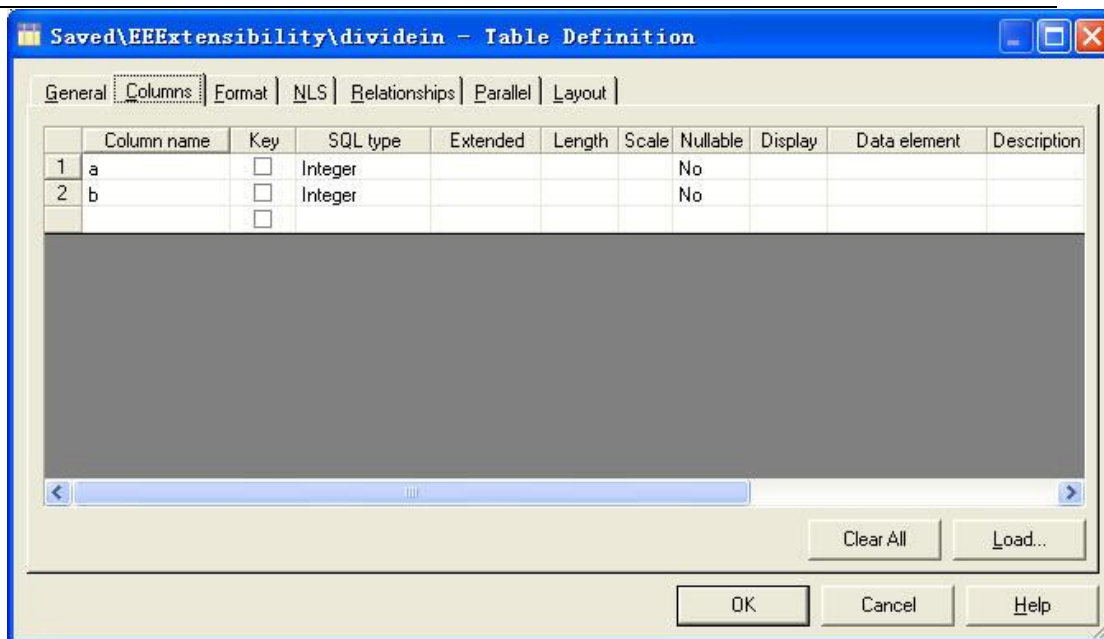 Saved\EEExtensibility\dividein - Table Definition
General Columns Format NLS Relationships Parallel Layout
Column name Key SQL type Extended Length Scale Nullable Display Data element Description
1 a Integer No
2 b Integer No
Clear All Load...
OK Cancel Help